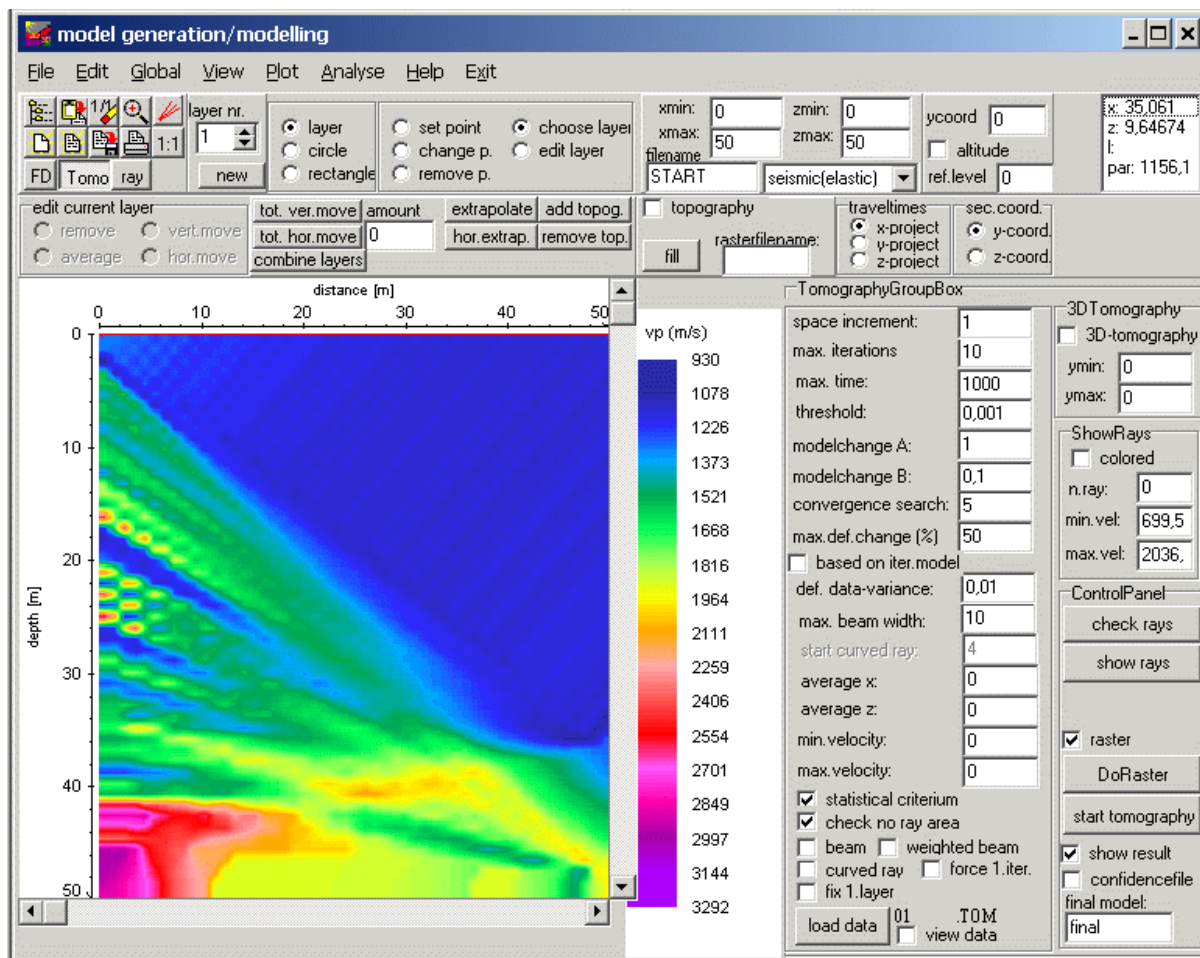 model generation/modelling
File Edit Global View Plot Analyse Help Exit
1/1
1:1
FD Tomo ray
layer nr.
1
new
layer
circle
rectangle
set point
change p.
remove p.
choose layer
edit layer
xmin: 0 zmin: 0
xmax: 50 zmax: 50
filename
START seismic(elastic)
ycoord 0
altitude
ref.level 0
x: 35,061
z: 9,64674
l:
par: 1156,1
edit current layer
remove vert.move
average hor.move
tot. ver.move amount
tot. hor.move 0
combine layers
extrapolate add topog.
hor.extrap. remove top.
topography
fill rasterfilename:
traveltimes
x-project
y-project
z-project
sec.coord.
y-coord.
z-coord.
distance [m]
0 10 20 30 40 50
depth [m]
0
10
20
30
40
50
vp (m/s)
930
1078
1226
1373
1521
1668
1816
1964
2111
2259
2406
2554
2701
2849
2997
3144
3292
TomographyGroupBox
space increment: 1
max. iterations 10
max. time: 1000
threshold: 0,001
modelchange A: 1
modelchange B: 0,1
convergence search: 5
max.def.change (%) 50
based on iter.model
def. data-variance: 0,01
max. beam width: 10
start curved ray: 4
average x: 0
average z: 0
min.velocity: 0
max.velocity: 0
statistical criterium
check no ray area
beam weighted beam
curved ray force 1.iter.
fix 1.layer
load data 01 .TOM
view data
3DTomography
3D-tomography
ymin: 0
ymax: 0
ShowRays
colored
n.ray: 0
min.vel: 699,5
max.vel: 2036,
ControlPanel
check rays
show rays
raster
DoRaster
start tomography
show result
confidencefile
final model:
final